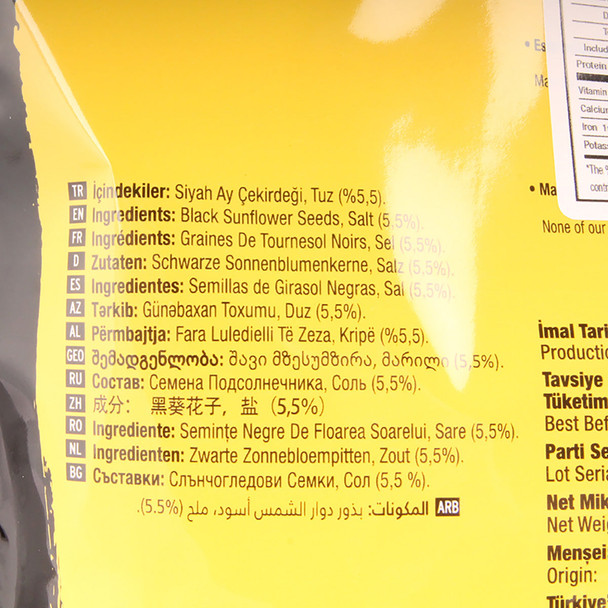 TR İçindekiler: Siyah Ay Çekirdeği, Tuz (%5,5).
EN Ingredients: Black Sunflower Seeds, Salt (5,5%).
FR Ingrédients: Graines De Tournesol Noirs, Sel (5,5%).
D Zutaten: Schwarze Sonnenblumenkerne, Salz (5,5%).
ES Ingredientes: Semillas de Girasol Negras, Sal (5,5%).
AZ Tərkib: Günəbaxan Toxumu, Duz (5,5%).
AL Përmbajtja: Fara Luledielli Të Zeza, Kripë (%5,5).
GEO შემადგენლობა: შავი მზესუმზირა, მარილი (5,5%).
RU Состав: Семена Подсолнечника, Соль (5,5%).
ZH 成分： 黑葵花子，盐（5,5%）
RO Ingrediente: Semințe Negre De Floarea Soarelui, Sare (5,5%).
NL Ingredienten: Zwarte Zonnebloempitten, Zout (5,5%).
BG Съставки: Слънчогледови Семки, Сол (5,5 %).
ARB المكونات: بذور دوار الشمس أسود، ملح (5.5%).
Protein
Vitamin
Calcium
Iron
None of our
İmal Tari
Productio
Tavsiye
Tüketim
Best Bef
Parti Se
Lot Seria
Net Mik
Net Weig
Menşei
Origin:
Türkiye